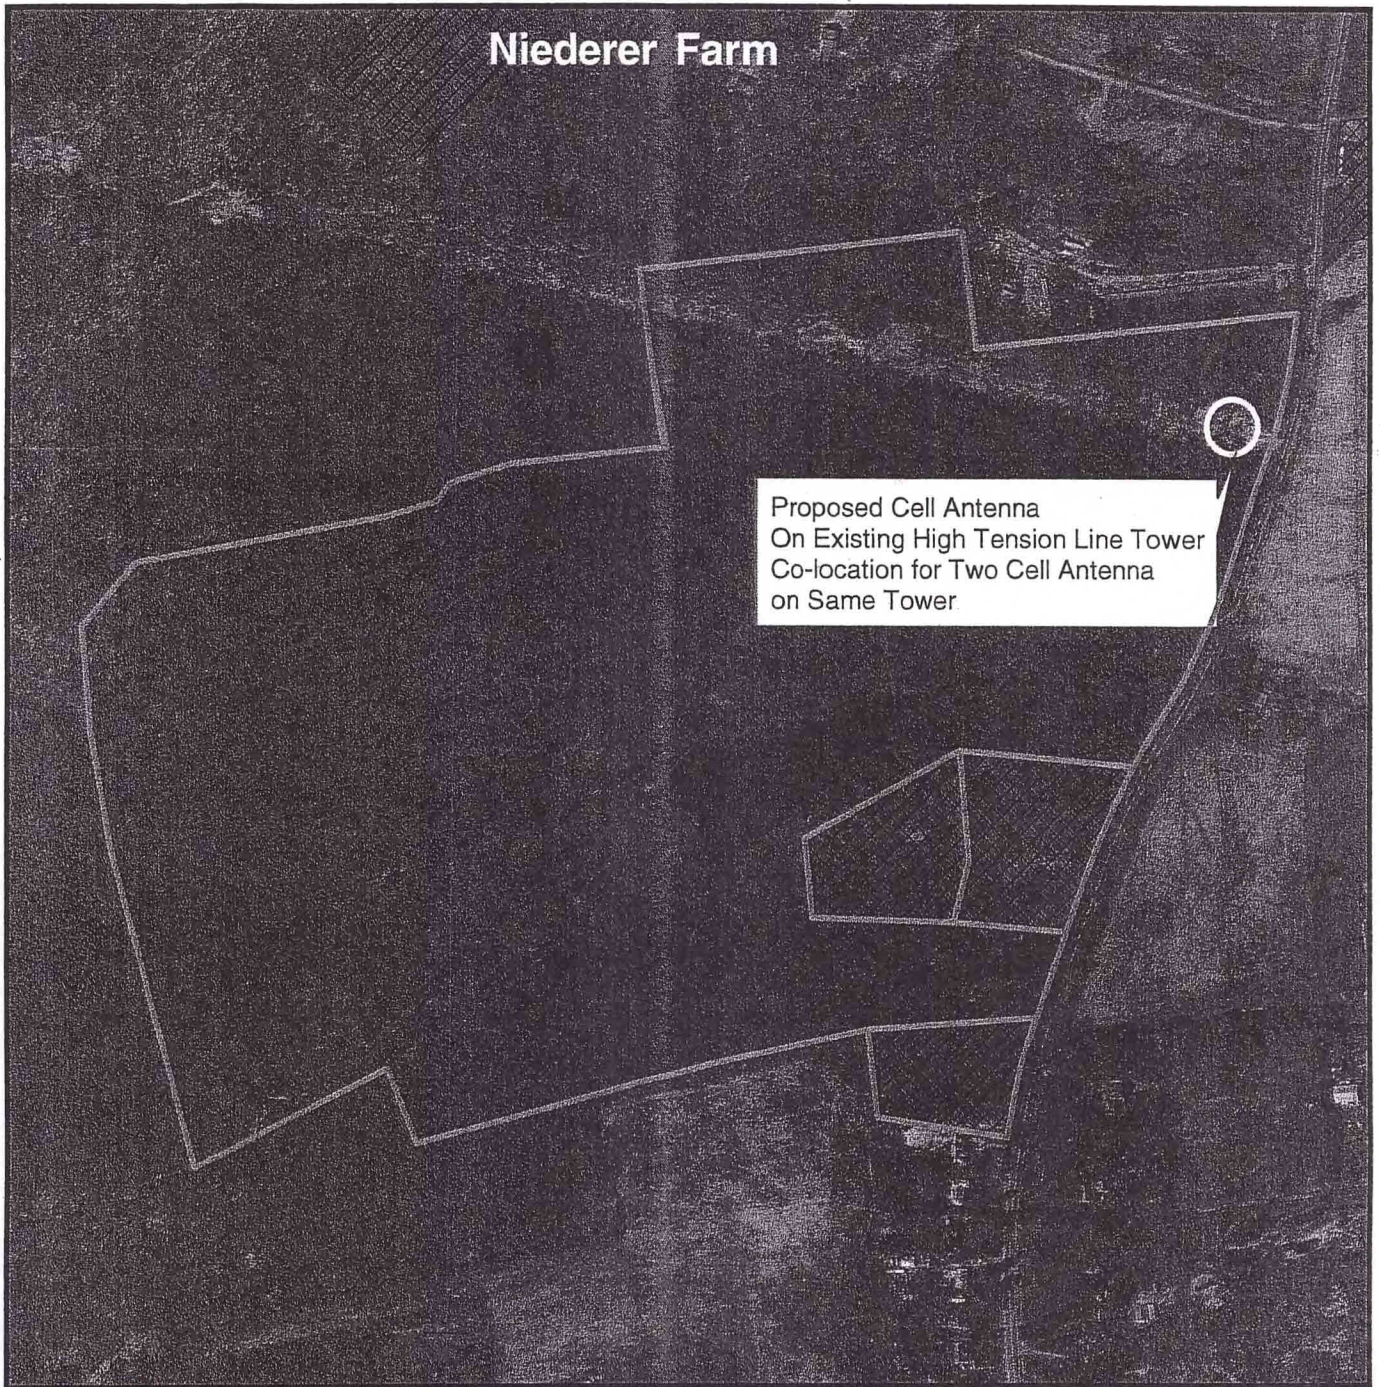 Niederer Farm
Proposed Cell Antenna
On Existing High Tension Line Tower
Co-location for Two Cell Antenna
on Same Tower